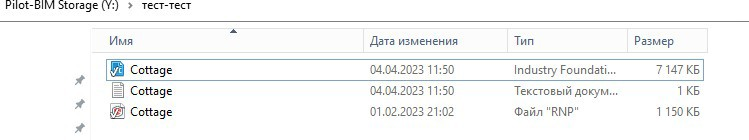 Pilot-BIM Storage (Y:) › тест-тест
Имя Дата изменения Тип Размер
Cottage 04.04.2023 11:50 Industry Foundati... 7 147 КБ
Cottage 04.04.2023 11:50 Текстовый докум... 1 КБ
Cottage 01.02.2023 21:02 Файл "RNP" 1 150 КБ